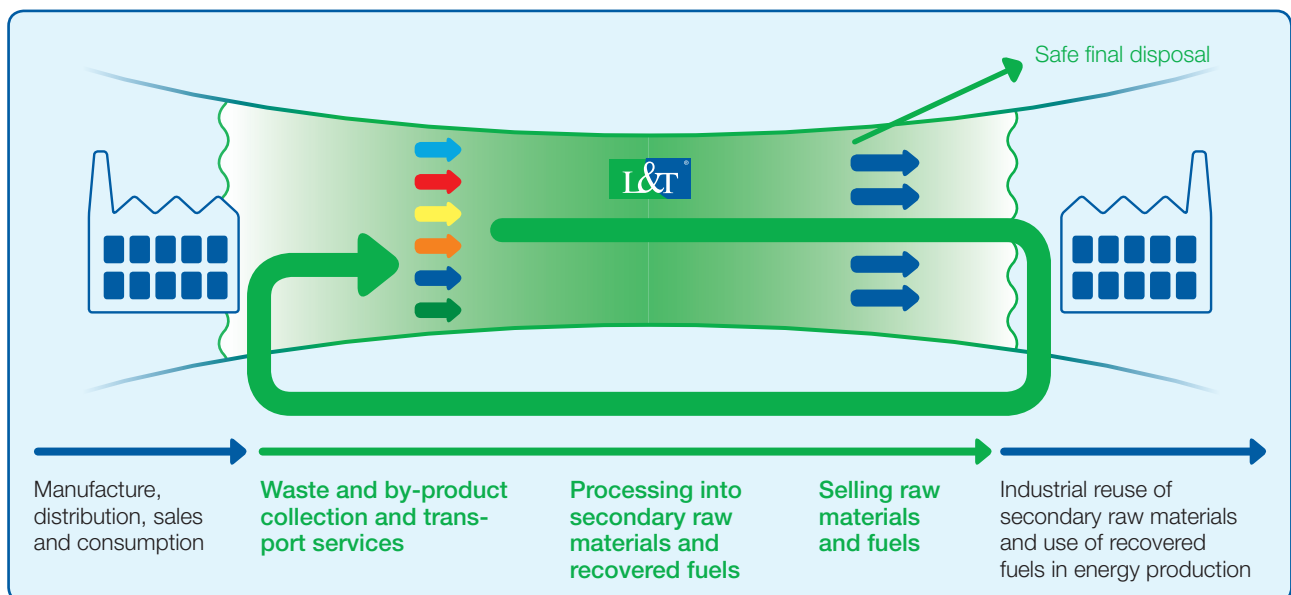 Safe final disposal
L&T®
Manufacture,
distribution, sales
and consumption
Waste and by-product
collection and trans-
port services
Processing into
secondary raw
materials and
recovered fuels
Selling raw
materials
and fuels
Industrial reuse of
secondary raw materials
and use of recovered
fuels in energy production